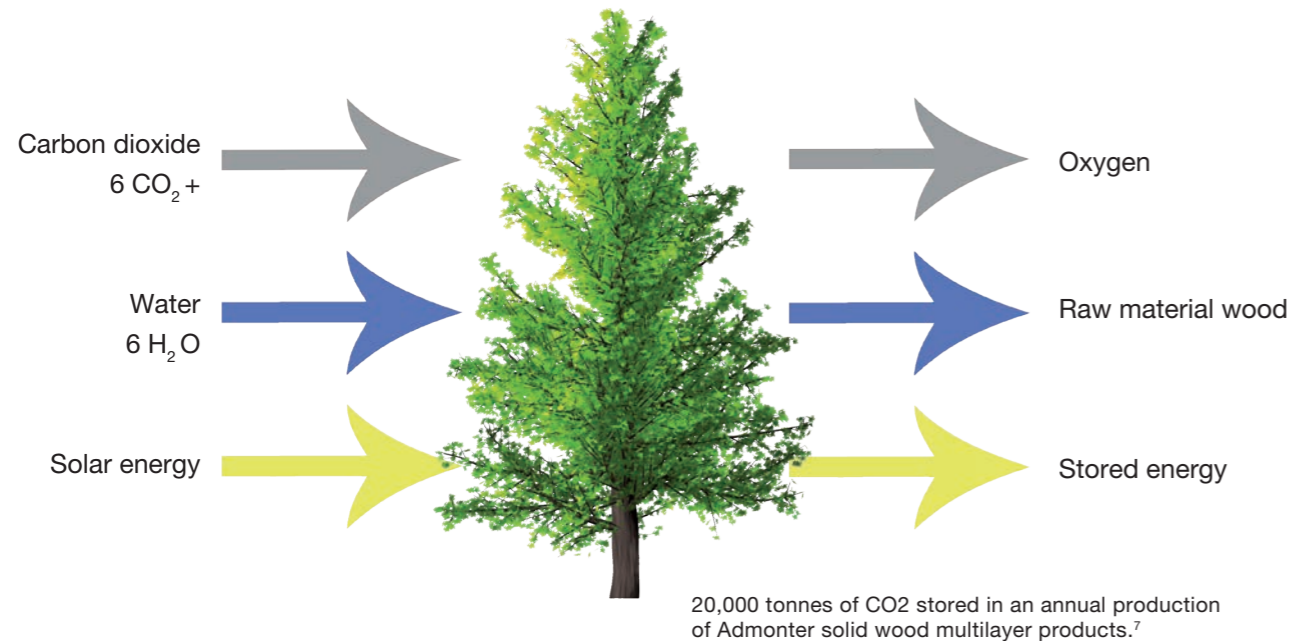 Carbon dioxide
6 CO₂ +
Oxygen
Water
6 H₂O
Raw material wood
Solar energy
Stored energy
20,000 tonnes of CO2 stored in an annual production
of Admonter solid wood multilayer products.⁷